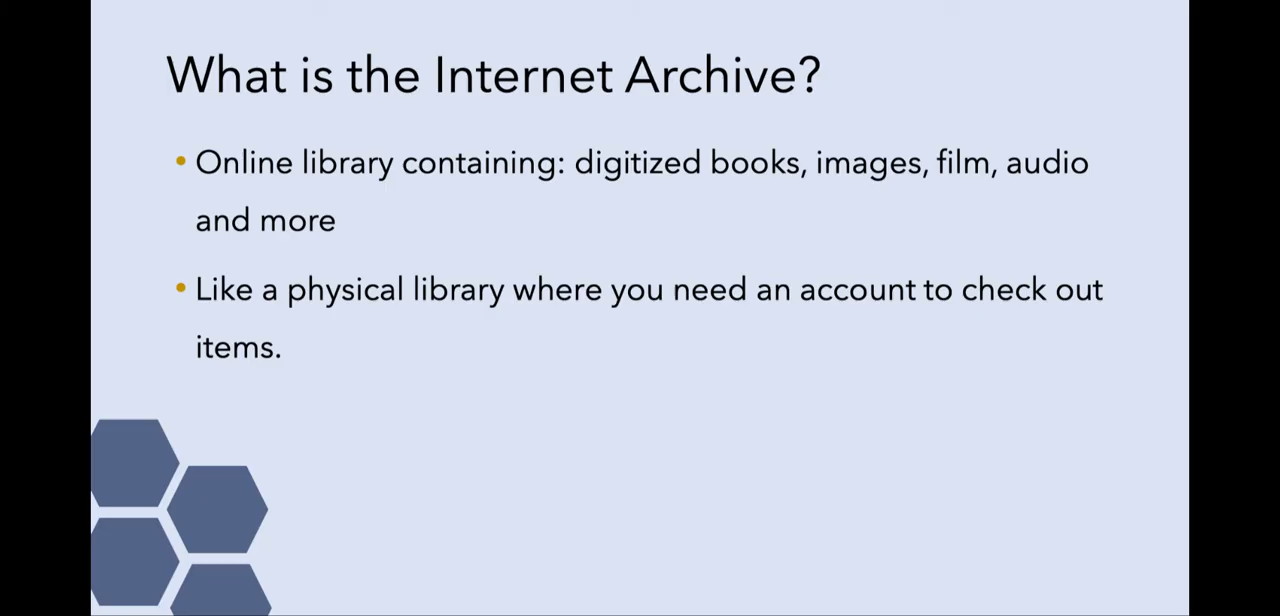 What is the Internet Archive?
• Online library containing: digitized books, images, film, audio
and more
• Like a physical library where you need an account to check out
items.